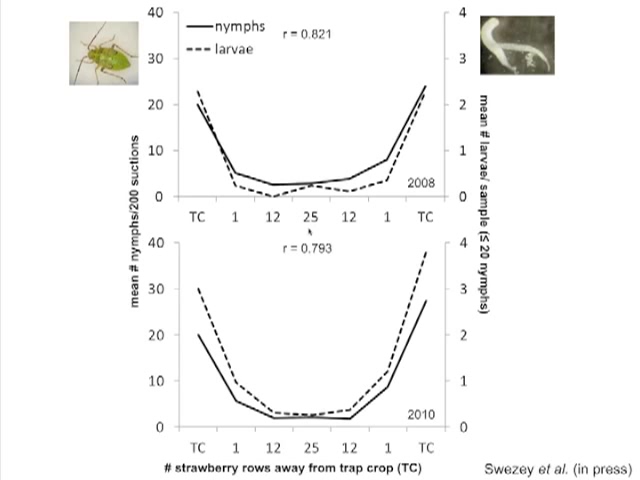 40
30
20
10
0
nymphs
larvae
r = 0.821
4
3
2
1
0
2008
TC 1 12 25 12 1 TC
mean # nymphs/200 suctions
mean # larvae/ sample (≤ 20 nymphs)
40
30
20
10
0
r = 0.793
4
3
2
1
0
2010
TC 1 12 25 12 1 TC
# strawberry rows away from trap crop (TC)
Swezey et al. (in press)